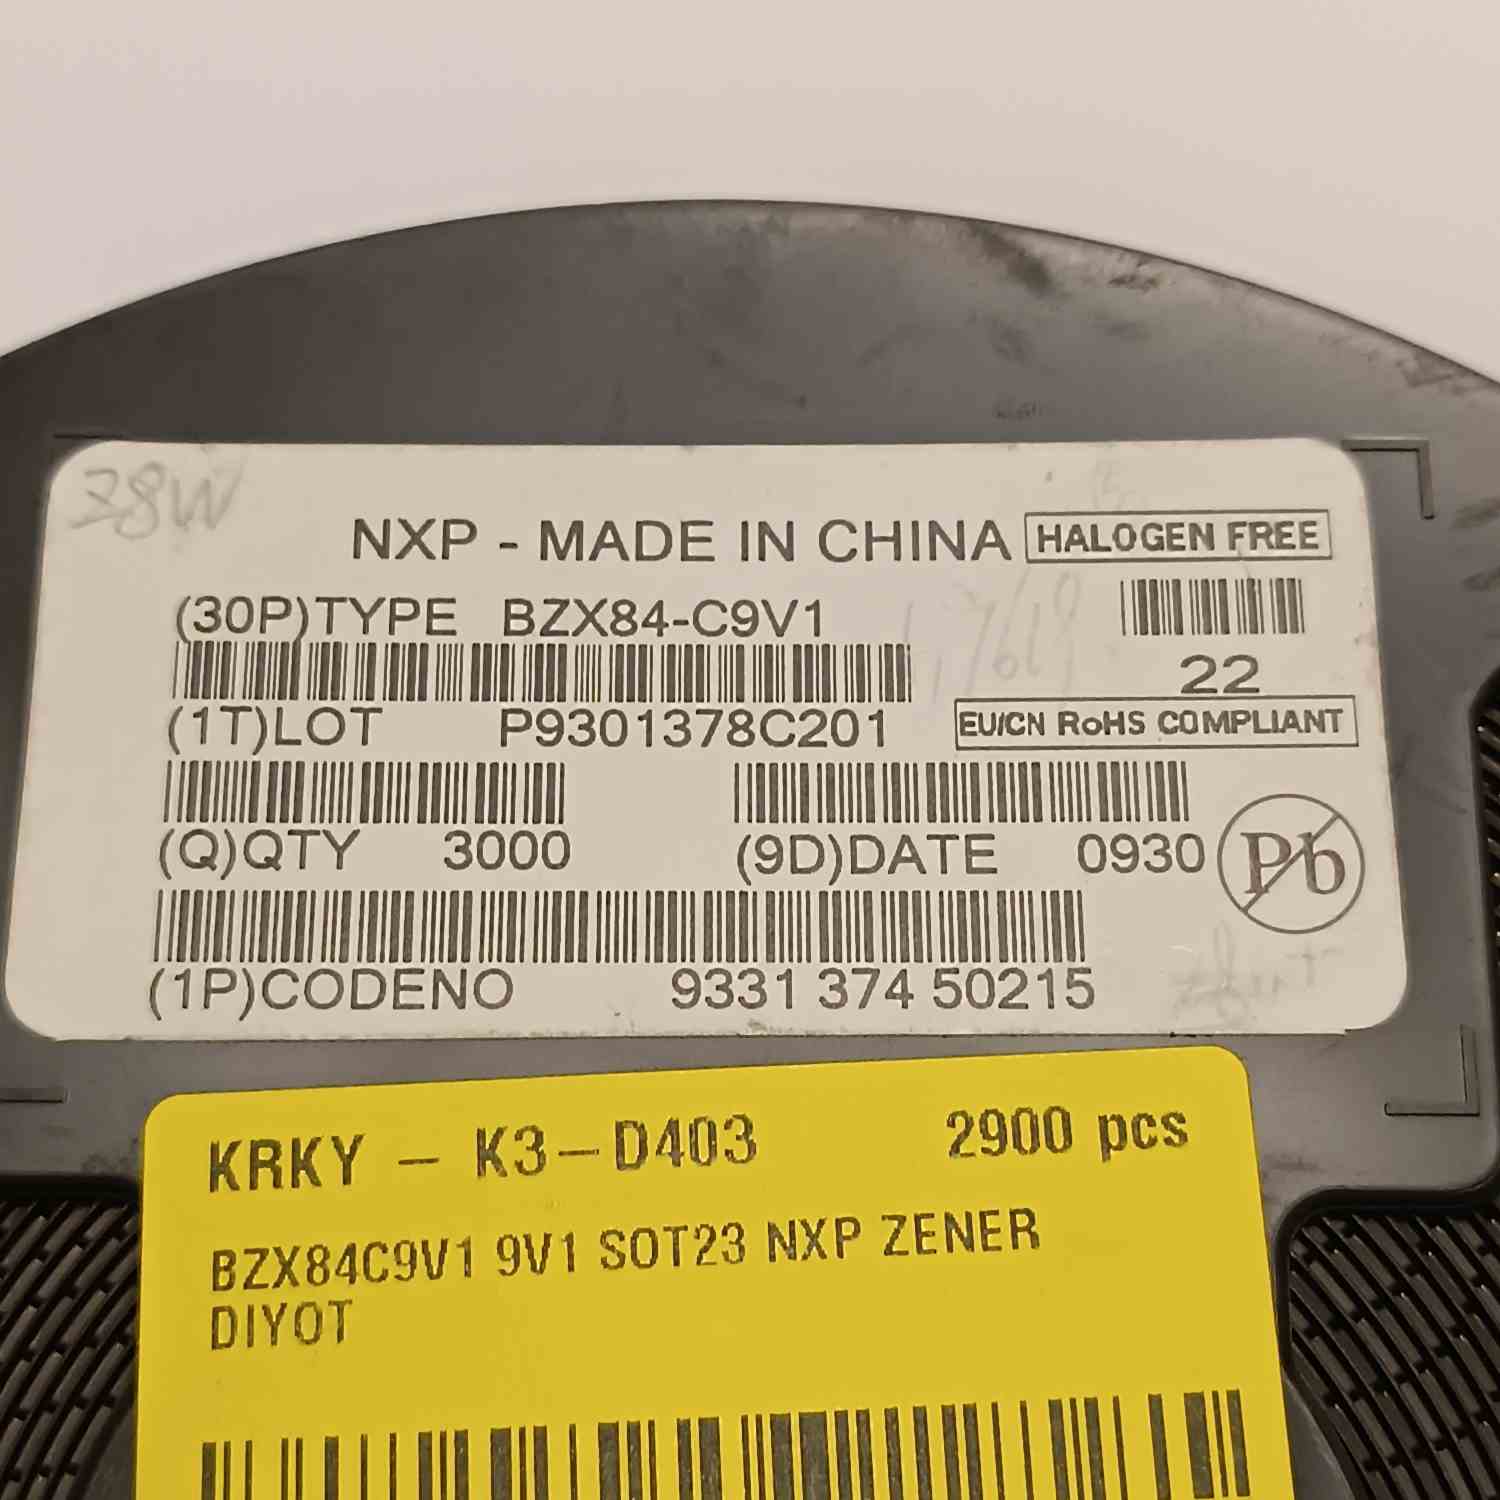 Z8W
NXP - MADE IN CHINA HALOGEN FREE
(30P)TYPE BZX84-C9V1
22
(1T)LOT P9301378C201 EU/CN RoHS COMPLIANT
(Q)QTY 3000 (9D)DATE 0930 Pb
(1P)CODENO 9331 374 50215
KRKY - K3-D403 2900 pcs
BZX84C9V1 9V1 SOT23 NXP ZENER
DIYOT